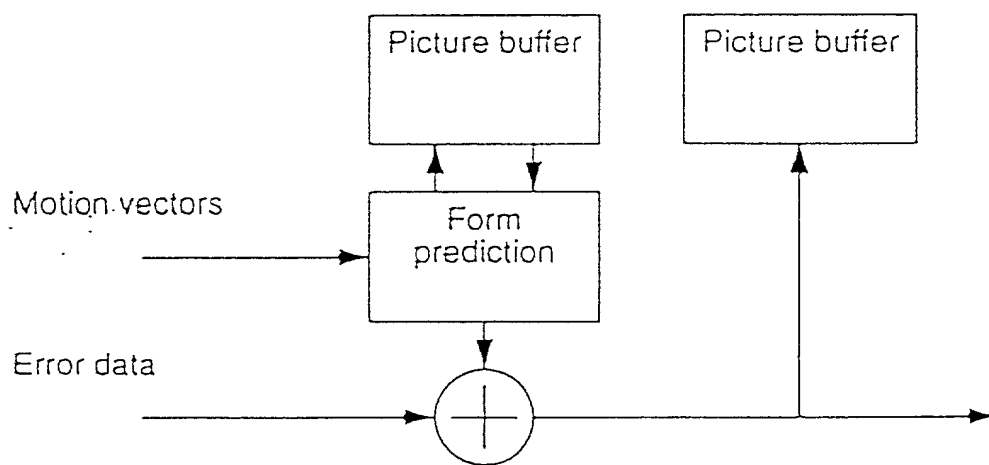 Picture buffer
Picture buffer
Motion vectors
Form
prediction
Error data